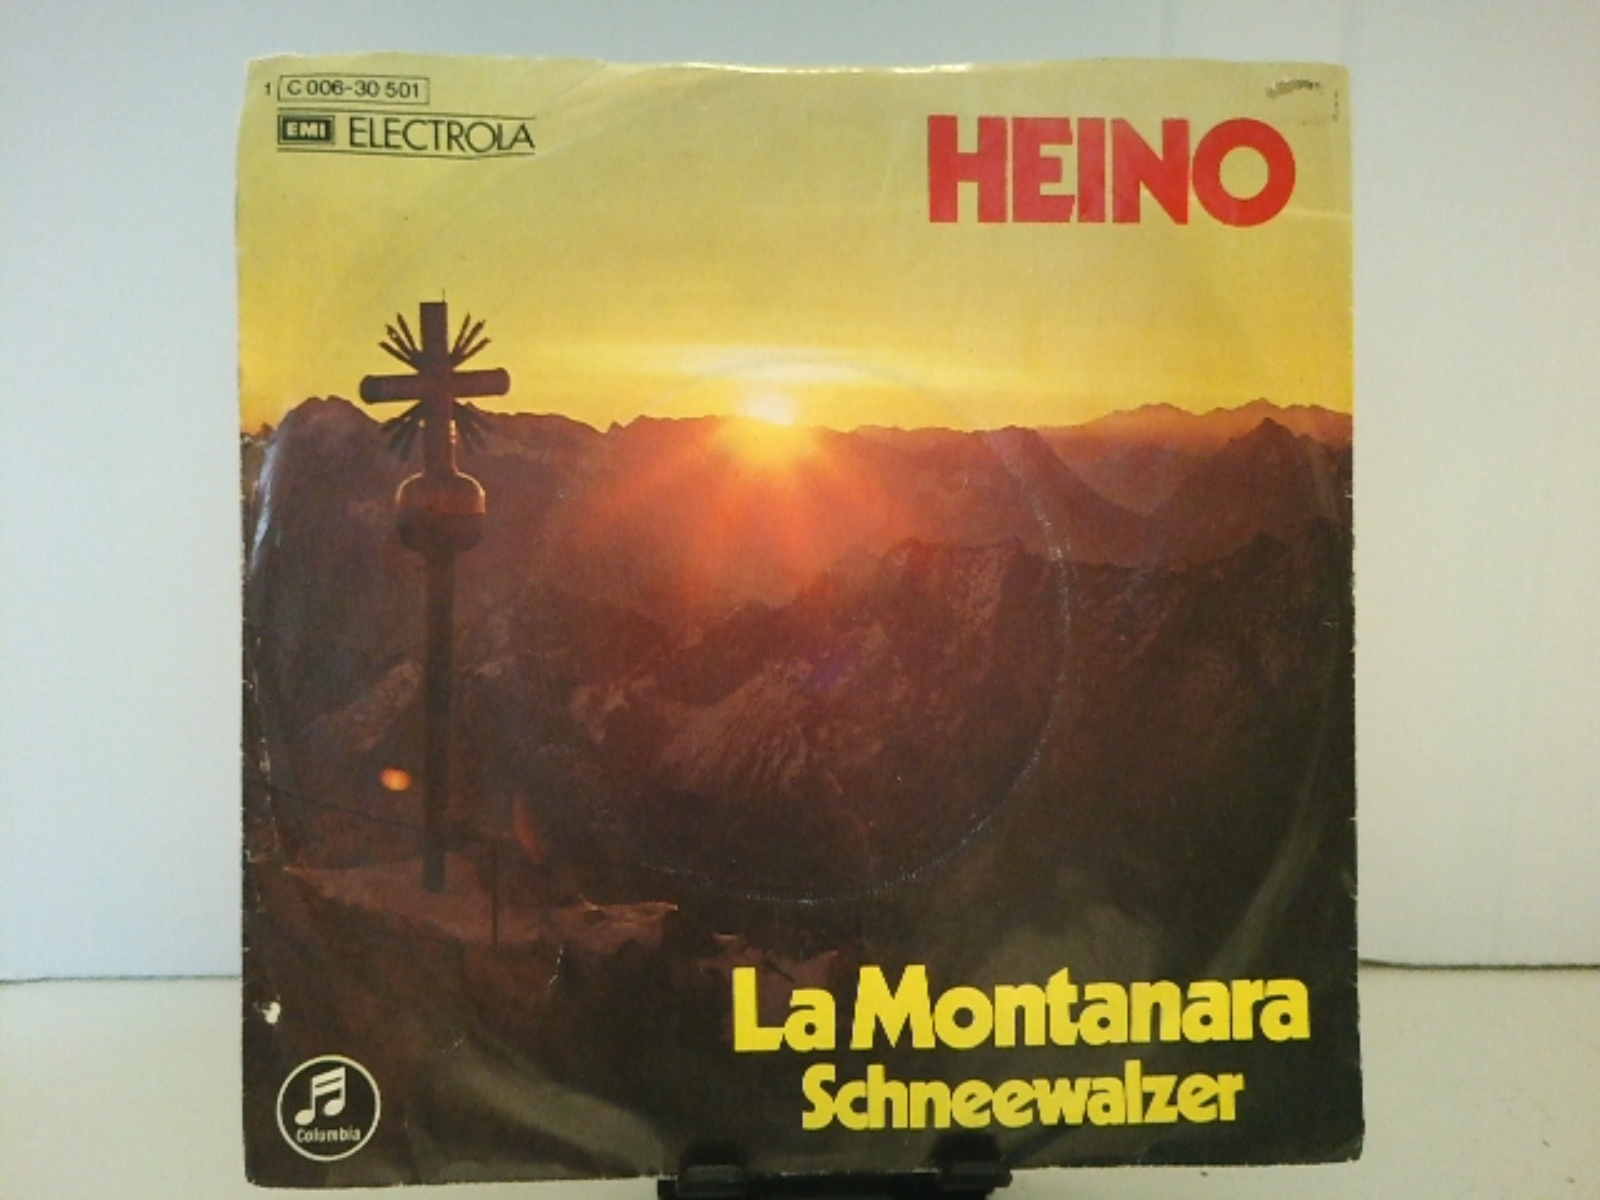 1 C 006-30 501
EMI ELECTROLA
HEINO
La Montanara
Schneewalzer
Columbia